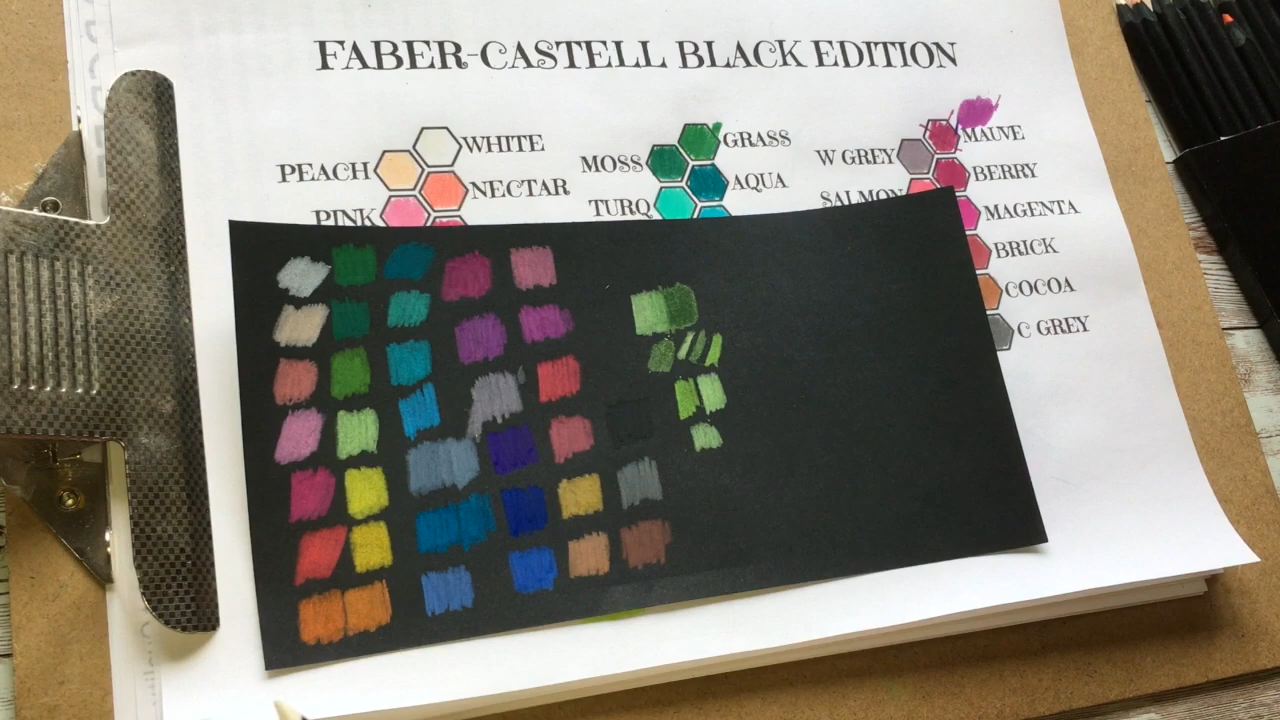 FABER-CASTELL BLACK EDITION
WHITE
PEACH
NECTAR
PINK
GRASS
MOSS
AQUA
TURQ
MAUVE
W GREY
BERRY
SALMON
MAGENTA
BRICK
COCOA
C GREY